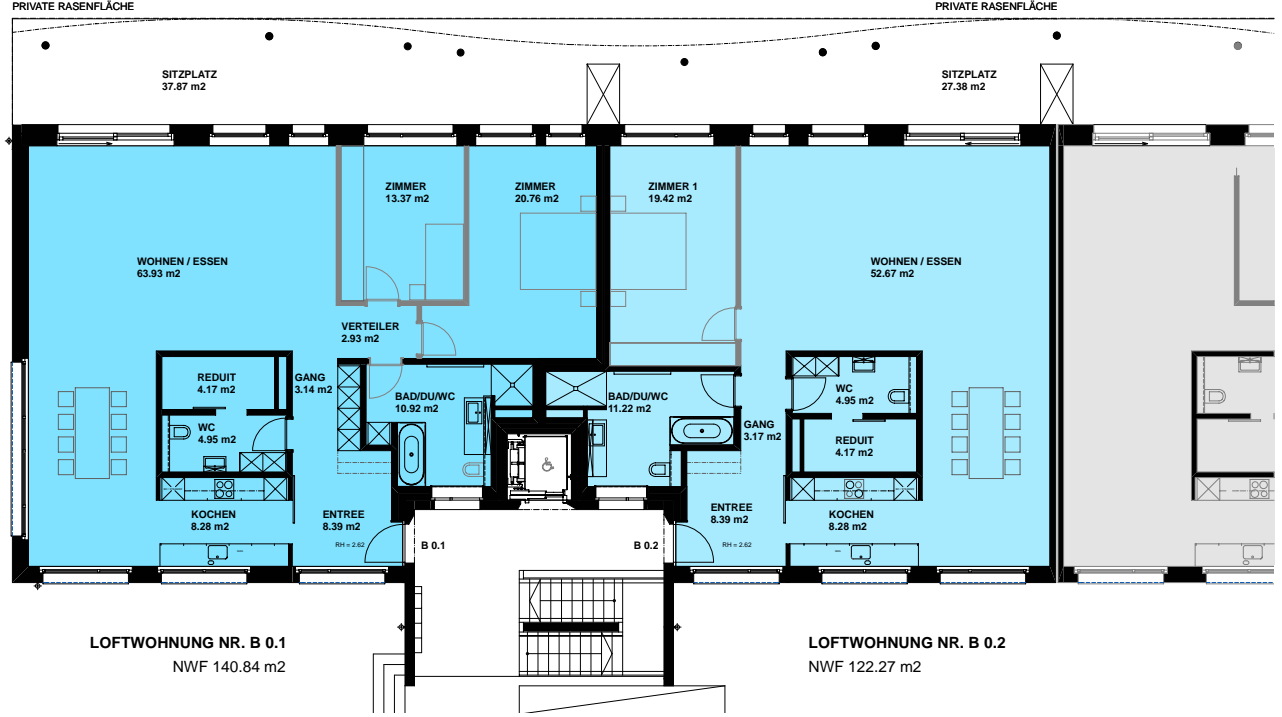 PRIVATE RASENFLÄCHE
PRIVATE RASENFLÄCHE
SITZPLATZ
37.87 m2
SITZPLATZ
27.38 m2
ZIMMER
13.37 m2
ZIMMER
20.76 m2
ZIMMER 1
19.42 m2
WOHNEN / ESSEN
63.93 m2
WOHNEN / ESSEN
52.67 m2
VERTEILER
2.93 m2
REDUIT
4.17 m2
GANG
3.14 m2
BAD/DU/WC
10.92 m2
BAD/DU/WC
11.22 m2
WC
4.95 m2
WC
4.95 m2
GANG
3.17 m2
REDUIT
4.17 m2
KOCHEN
8.28 m2
ENTREE
8.39 m2
RH = 2.62
B 0.1
B 0.2
ENTREE
8.39 m2
RH = 2.62
KOCHEN
8.28 m2
LOFTWOHNUNG NR. B 0.1
NWF 140.84 m2
LOFTWOHNUNG NR. B 0.2
NWF 122.27 m2